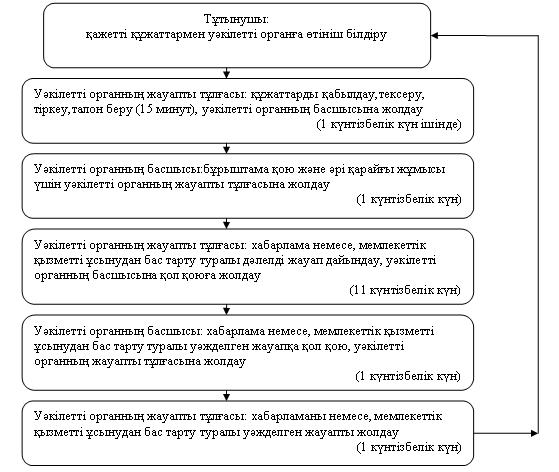 Тұтынушы:
қажетті құжаттармен уәкілетті органға өтініш білдіру
Уәкілетті органның жауапты тұлғасы: құжаттарды қабылдау, тексеру,
тіркеу, талон беру (15 минут), уәкілетті органның басшысына жолдау
(1 күнтізбелік күн ішінде)
Уәкілетті органның басшысы:бұрыштама қою және әрі қарайғы жұмысы
үшін уәкілетті органның жауапты тұлғасына жолдау
(1 күнтізбелік күн)
Уәкілетті органның жауапты тұлғасы: хабарлама немесе, мемлекеттік
қызметті ұсынудан бас тарту туралы дәлелді жауап дайындау, уәкілетті
органның басшысына қол қоюға жолдау
(11 күнтізбелік күн)
Уәкілетті органның басшысы: хабарлама немесе, мемлекеттік қызметті
ұсынудан бас тарту туралы уәжделген жауапқа қол қою, уәкілетті
органның жауапты тұлғасына жолдау
(1 күнтізбелік күн)
Уәкілетті органның жауапты тұлғасы: хабарламаны немесе, мемлекеттік
қызметті ұсынудан бас тарту туралы уәжделген жауапты жолдау
(1 күнтізбелік күн)